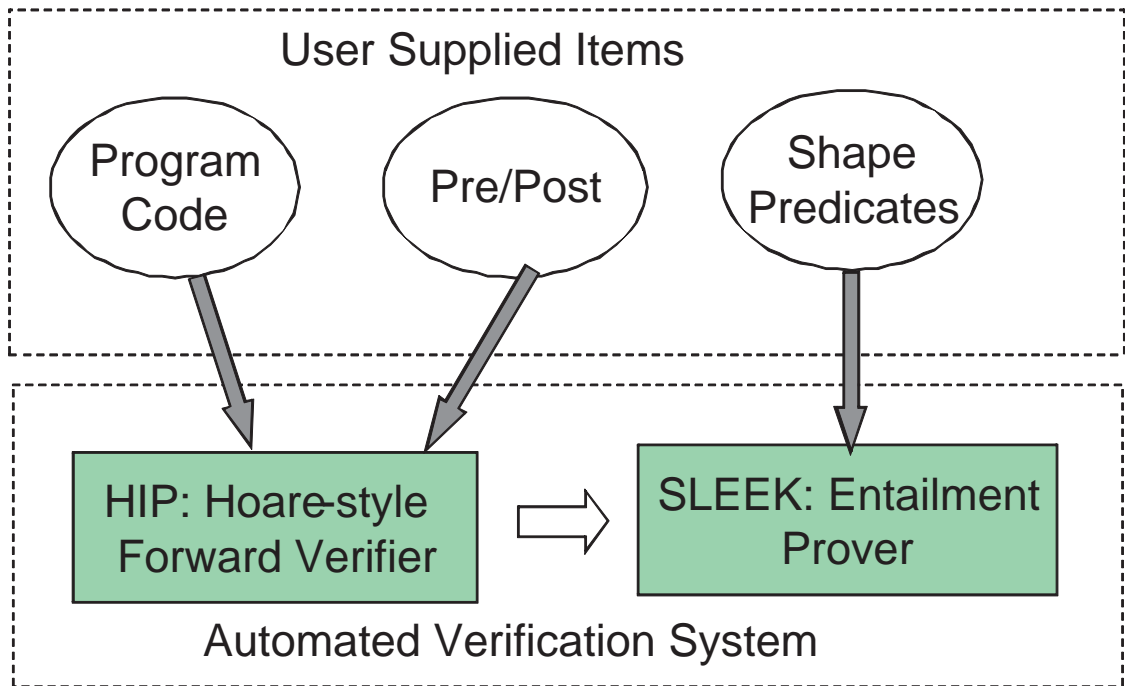 User Supplied Items
Program
Code
Pre/Post
Shape
Predicates
HIP: Hoare-style
Forward Verifier
SLEEK: Entailment
Prover
Automated Verification System